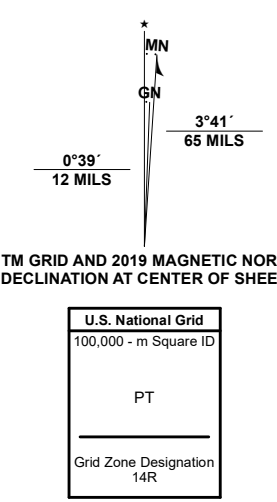 ★
MN
GN
3°41´
65 MILS
0°39´
12 MILS
TM GRID AND 2019 MAGNETIC NOR
DECLINATION AT CENTER OF SHEE
U.S. National Grid
100,000 - m Square ID
PT
Grid Zone Designation
14R